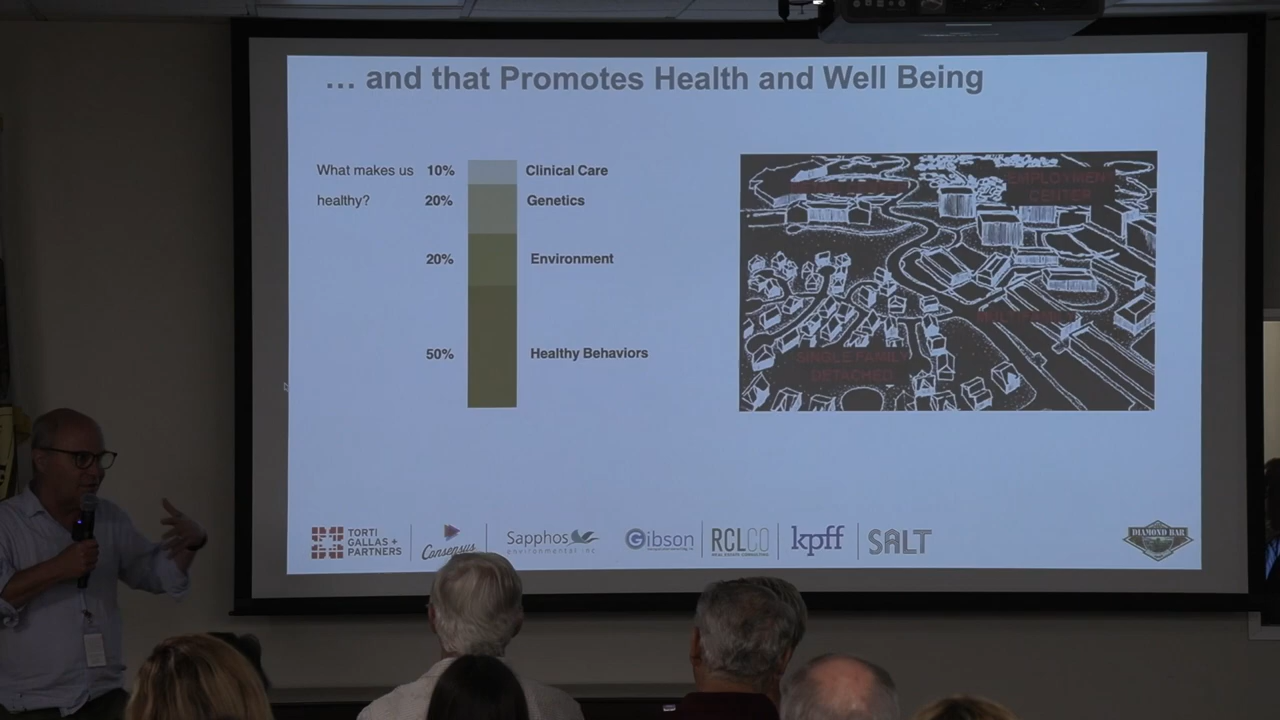 ... and that Promotes Health and Well Being
What makes us
healthy?
10%
Clinical Care
20%
Genetics
20%
Environment
50%
Healthy Behaviors
EMPLOYMENT
CENTER
SINGLE FAMILY
DETACHED
TORTI
GALLAS +
PARTNERS
Consensus
Sapphos
environmental inc
Gibson
RCLCO
REAL ESTATE CONSULTING
kpff
SALT
DIAMOND BAR